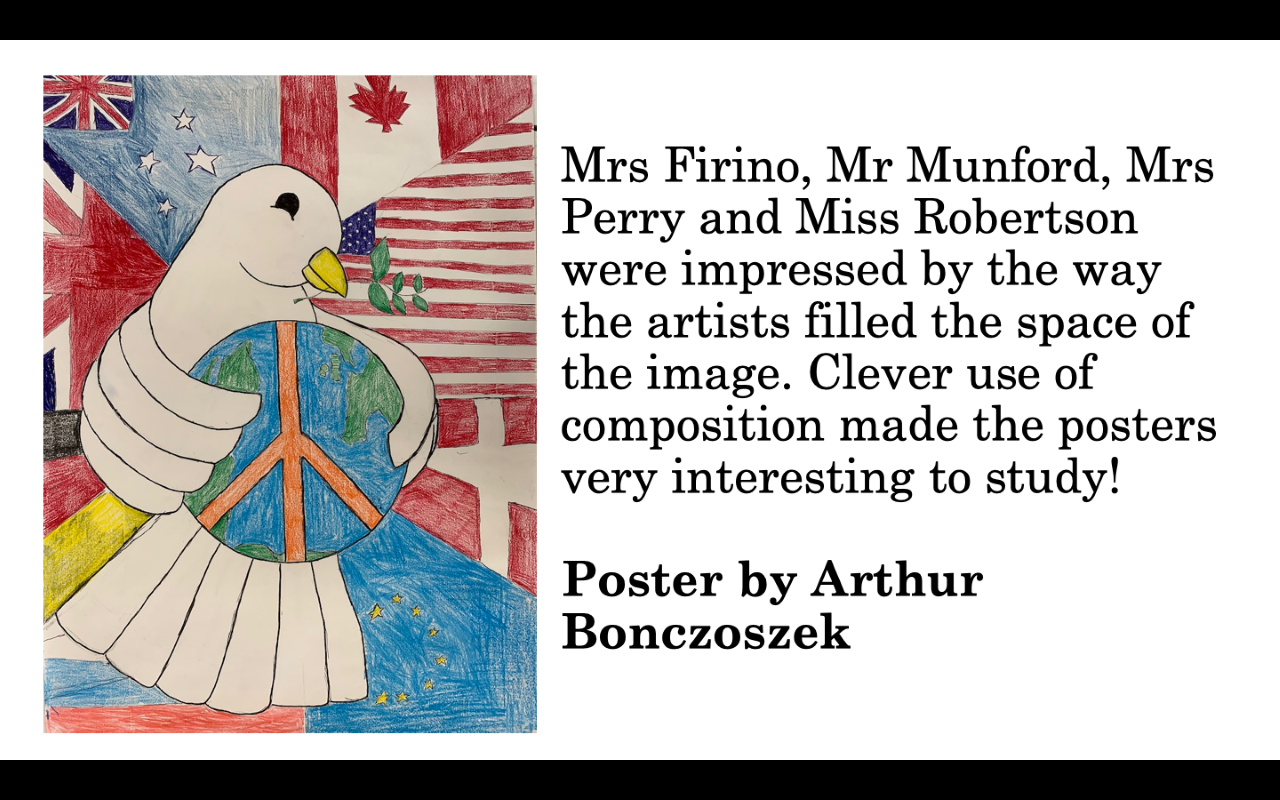 Mrs Firino, Mr Munford, Mrs
Perry and Miss Robertson
were impressed by the way
the artists filled the space of
the image. Clever use of
composition made the posters
very interesting to study!
Poster by Arthur
Bonczoszek